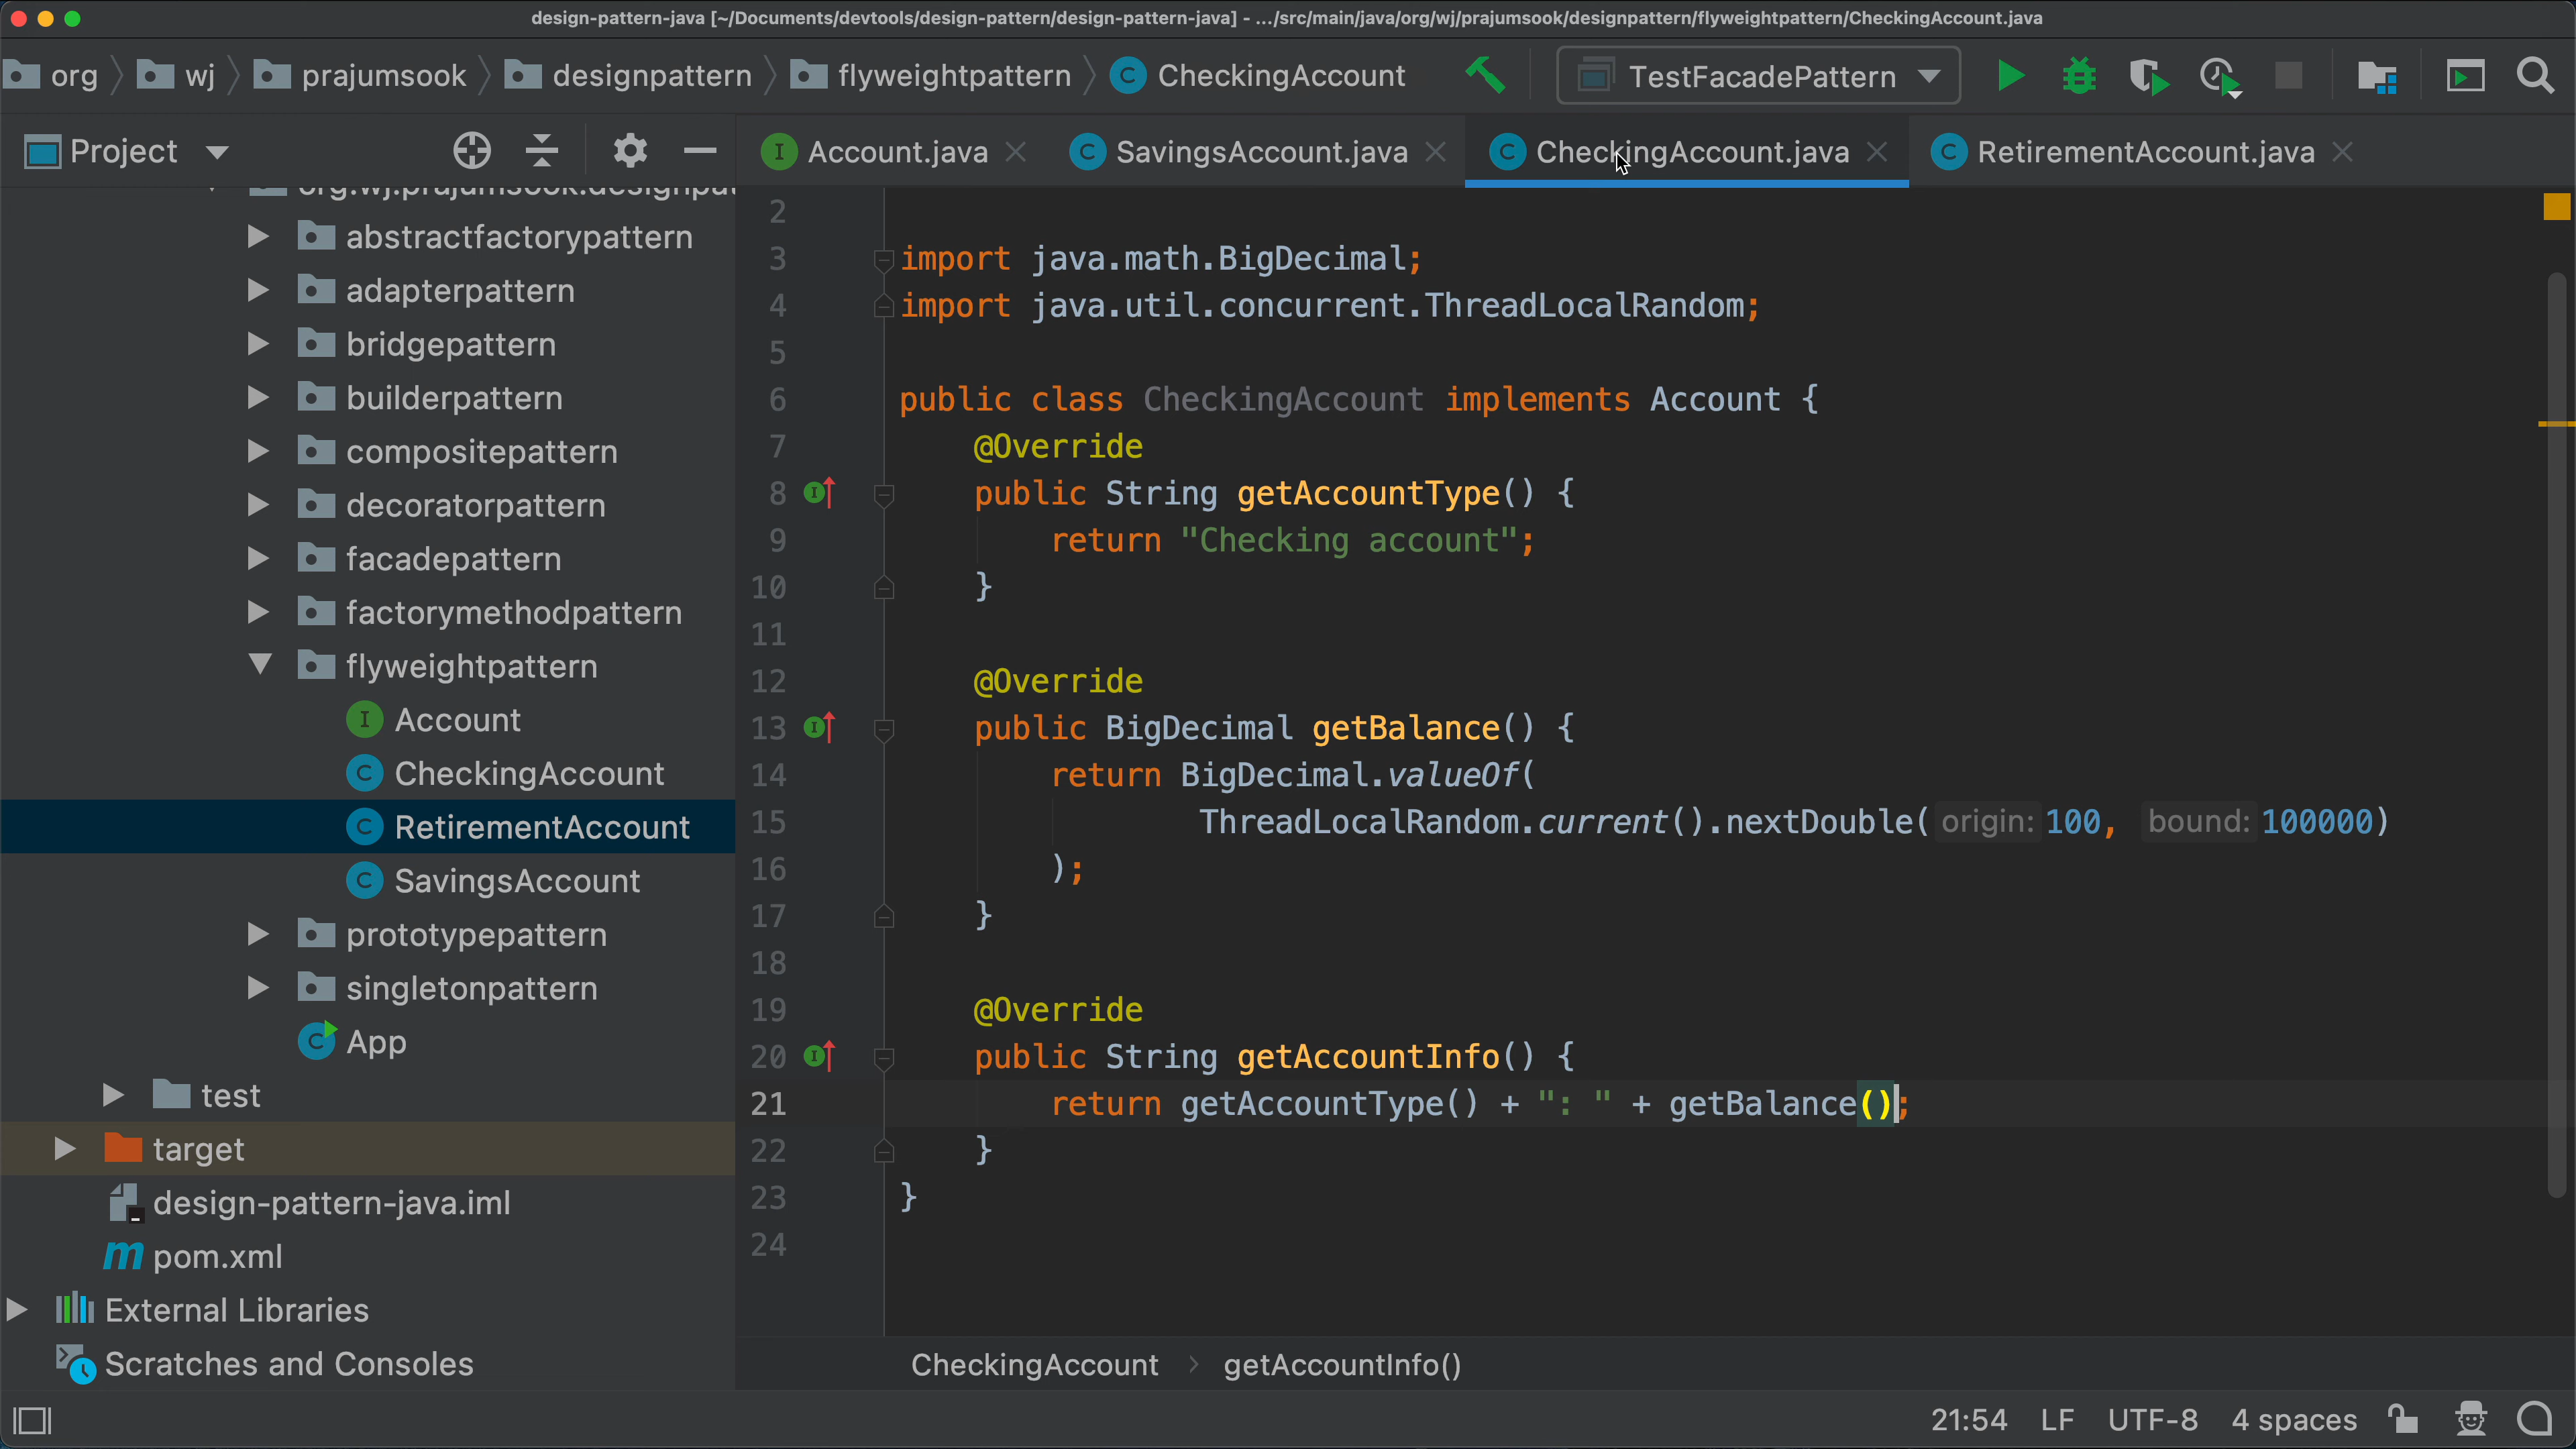 design-pattern-java [~/Documents/devtools/design-pattern/design-pattern-java] - .../src/main/java/org/wj/prajumsook/designpattern/flyweightpattern/CheckingAccount.java
org wj prajumsook designpattern flyweightpattern CheckingAccount TestFacadePattern
Project
Account.java SavingsAccount.java CheckingAccount.java RetirementAccount.java
org.wj.prajumsook.designpat
abstractfactorypattern
adapterpattern
bridgepattern
builderpattern
compositepattern
decoratorpattern
facadepattern
factorymethodpattern
flyweightpattern
Account
CheckingAccount
RetirementAccount
SavingsAccount
prototypepattern
singletonpattern
App
test
target
design-pattern-java.iml
pom.xml
External Libraries
Scratches and Consoles
2
3 import java.math.BigDecimal;
4 import java.util.concurrent.ThreadLocalRandom;
5
6 public class CheckingAccount implements Account {
7 @Override
8 public String getAccountType() {
9 return "Checking account";
10 }
11
12 @Override
13 public BigDecimal getBalance() {
14 return BigDecimal.valueOf(
15 ThreadLocalRandom.current().nextDouble( origin: 100, bound: 100000)
16 );
17 }
18
19 @Override
20 public String getAccountInfo() {
21 return getAccountType() + ": " + getBalance();
22 }
23 }
24
CheckingAccount › getAccountInfo()
21:54 LF UTF-8 4 spaces